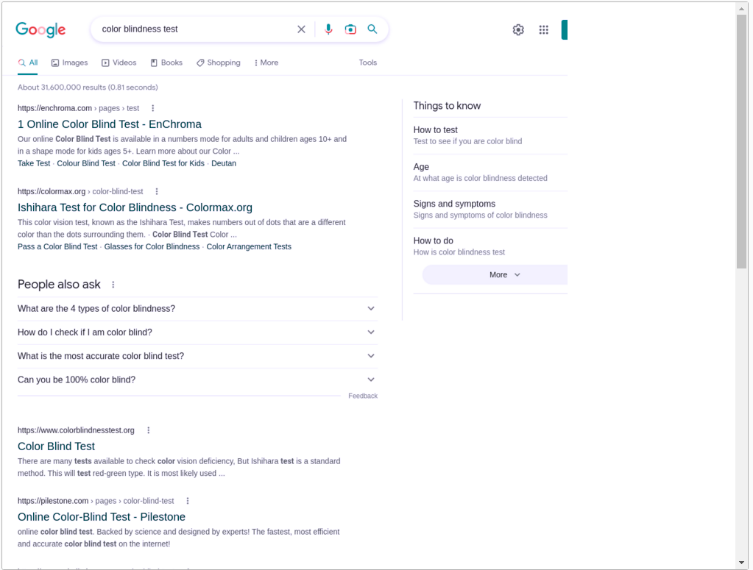 Google
color blindness test
All
Images
Videos
Books
Shopping
More
Tools
About 31,600,000 results (0.81 seconds)
https://enchroma.com › pages › test
1 Online Color Blind Test - EnChroma
Our online Color Blind Test is available in a numbers mode for adults and children ages 10+ and
in a shape mode for kids ages 5+. Learn more about our Color ...
Take Test · Colour Blind Test · Color Blind Test for Kids · Deutan
https://colormax.org › color-blind-test
Ishihara Test for Color Blindness - Colormax.org
This color vision test, known as the Ishihara Test, makes numbers out of dots that are a different
color than the dots surrounding them. · Color Blind Test Color ...
Pass a Color Blind Test · Glasses for Color Blindness · Color Arrangement Tests
People also ask
What are the 4 types of color blindness?
How do I check if I am color blind?
What is the most accurate color blind test?
Can you be 100% color blind?
Feedback
https://www.colorblindnesstest.org
Color Blind Test
There are many tests available to check color vision deficiency, But Ishihara test is a standard
method. This will test red-green type. It is most likely used ...
https://pilestone.com › pages › color-blind-test
Online Color-Blind Test - Pilestone
online color blind test. Backed by science and designed by experts! The fastest, most efficient
and accurate color blind test on the internet!
Things to know
How to test
Test to see if you are color blind
Age
At what age is color blindness detected
Signs and symptoms
Signs and symptoms of color blindness
How to do
How is color blindness test
More